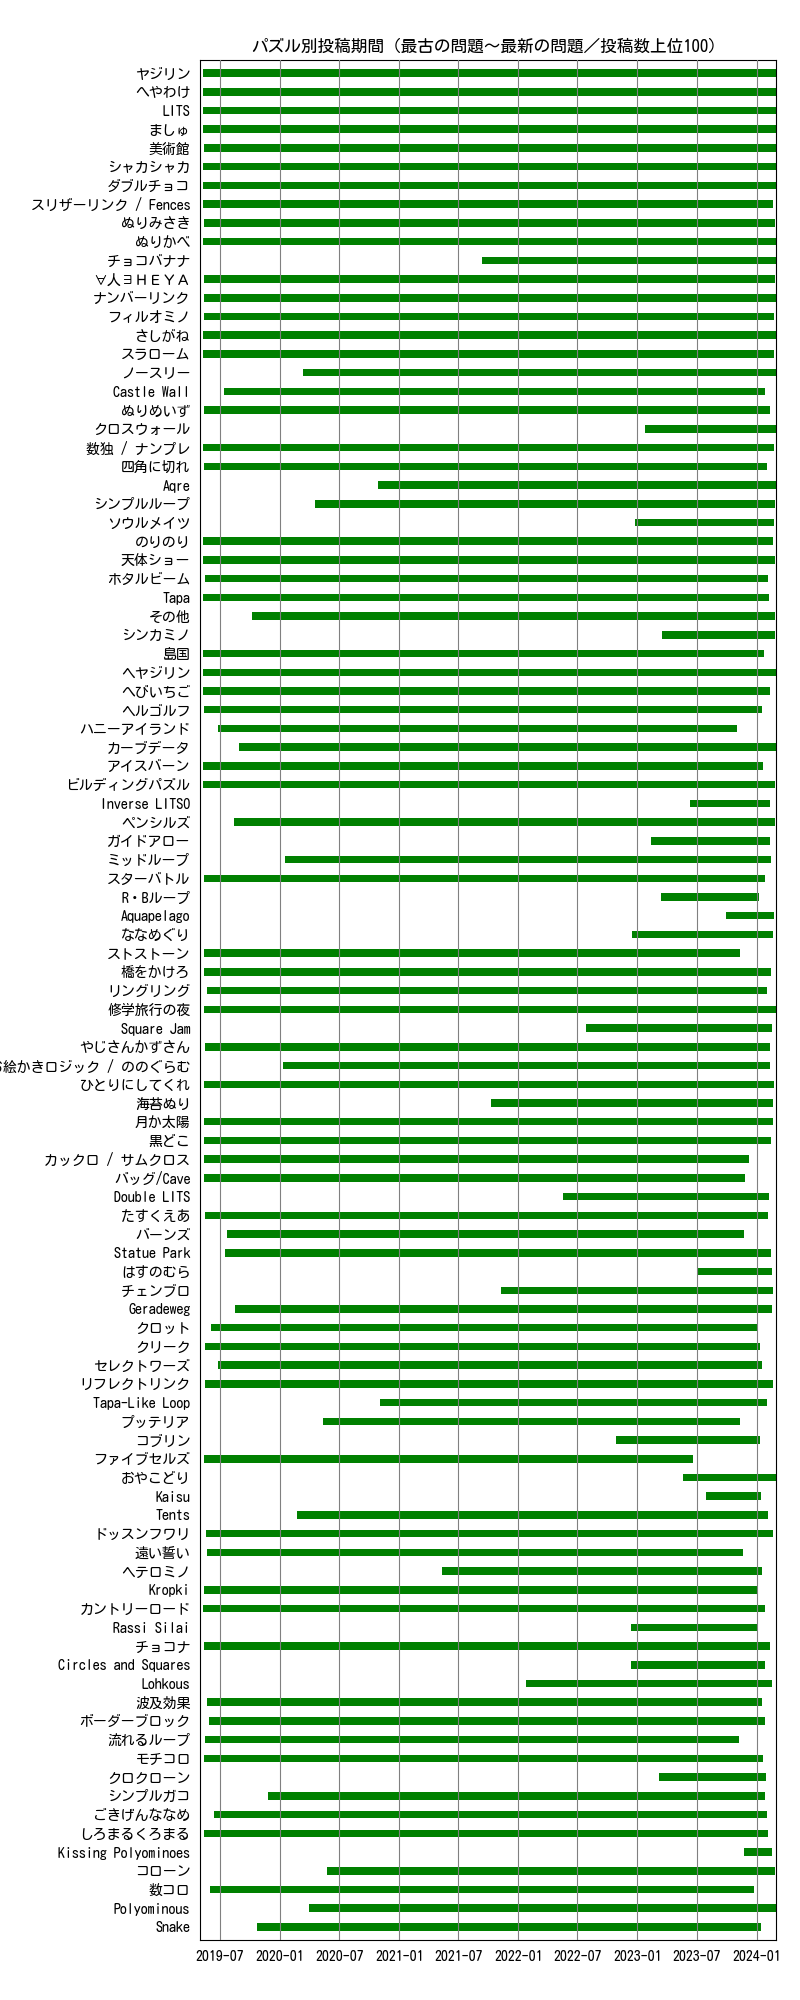 パズル別投稿期間（最古の問題～最新の問題／投稿数上位100）
ヤジリン
へやわけ
LITS
ましゅ
美術館
シャカシャカ
ダブルチョコ
スリザーリンク / Fences
ぬりみさき
ぬりかべ
チョコバナナ
∀人∃ＨＥＹＡ
ナンバーリンク
フィルオミノ
さしがね
スラローム
ノースリー
Castle Wall
ぬりめいず
クロスウォール
数独 / ナンプレ
四角に切れ
Aqre
シンプルループ
ソウルメイツ
のりのり
天体ショー
ホタルビーム
Tapa
その他
シンカミノ
島国
ヘヤジリン
へびいちご
ヘルゴルフ
ハニーアイランド
カーブデータ
アイスバーン
ビルディングパズル
Inverse LITSO
ペンシルズ
ガイドアロー
ミッドループ
スターバトル
R・Bループ
Aquapelago
ななめぐり
ストストーン
橋をかけろ
リングリング
修学旅行の夜
Square Jam
やじさんかずさん
絵かきロジック / ののぐらむ
ひとりにしてくれ
海苔ぬり
月か太陽
黒どこ
カックロ / サムクロス
バッグ/Cave
Double LITS
たすくえあ
バーンズ
Statue Park
はすのむら
チェンブロ
Geradeweg
クロット
クリーク
セレクトワーズ
リフレクトリンク
Tapa-Like Loop
プッテリア
コブリン
ファイブセルズ
おやこどり
Kaisu
Tents
ドッスンフワリ
遠い誓い
ヘテロミノ
Kropki
カントリーロード
Rassi Silai
チョコナ
Circles and Squares
Lohkous
波及効果
ボーダーブロック
流れるループ
モチコロ
クロクローン
シンプルガコ
ごきげんななめ
しろまるくろまる
Kissing Polyominoes
コローン
数コロ
Polyominous
Snake
2019-07 2020-01 2020-07 2021-01 2021-07 2022-01 2022-07 2023-01 2023-07 2024-01